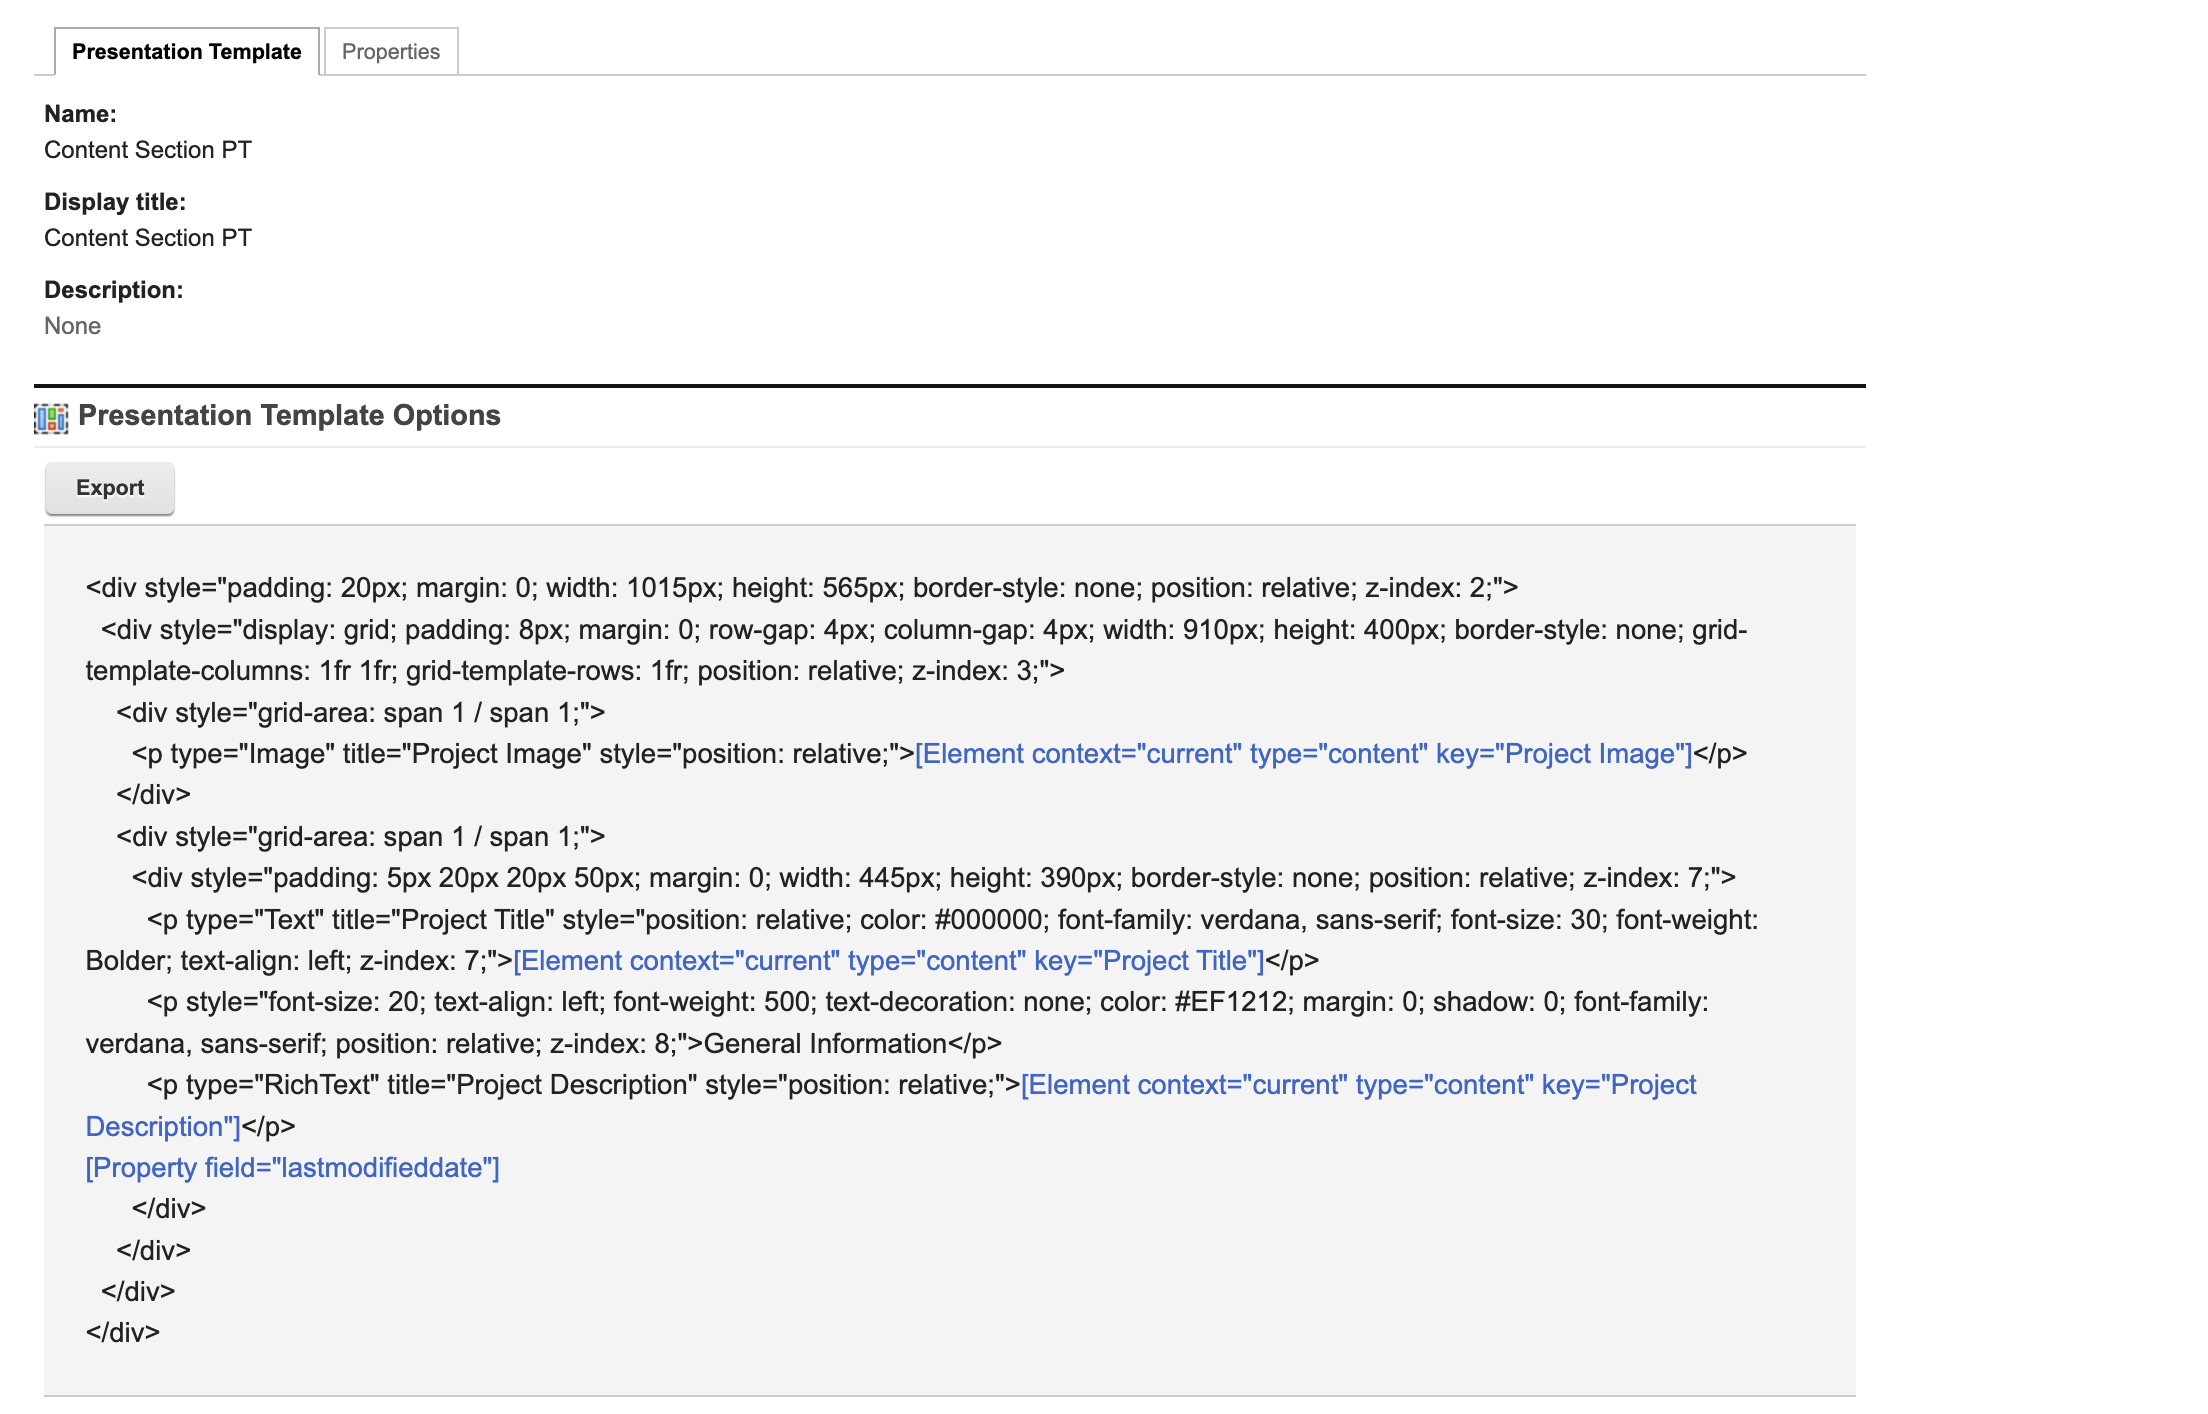 Presentation Template
Properties
Name:
Content Section PT
Display title:
Content Section PT
Description:
None
Presentation Template Options
Export
<div style="padding: 20px; margin: 0; width: 1015px; height: 565px; border-style: none; position: relative; z-index: 2;">
<div style="display: grid; padding: 8px; margin: 0; row-gap: 4px; column-gap: 4px; width: 910px; height: 400px; border-style: none; grid-
template-columns: 1fr 1fr; grid-template-rows: 1fr; position: relative; z-index: 3;">
<div style="grid-area: span 1 / span 1;">
<p type="Image" title="Project Image" style="position: relative;">[Element context="current" type="content" key="Project Image"]</p>
</div>
<div style="grid-area: span 1 / span 1;">
<div style="padding: 5px 20px 20px 50px; margin: 0; width: 445px; height: 390px; border-style: none; position: relative; z-index: 7;">
<p type="Text" title="Project Title" style="position: relative; color: #000000; font-family: verdana, sans-serif; font-size: 30; font-weight:
Bolder; text-align: left; z-index: 7;">[Element context="current" type="content" key="Project Title"]</p>
<p style="font-size: 20; text-align: left; font-weight: 500; text-decoration: none; color: #EF1212; margin: 0; shadow: 0; font-family:
verdana, sans-serif; position: relative; z-index: 8;">General Information</p>
<p type="RichText" title="Project Description" style="position: relative;">[Element context="current" type="content" key="Project
Description"]</p>
[Property field="lastmodifieddate"]
</div>
</div>
</div>
</div>